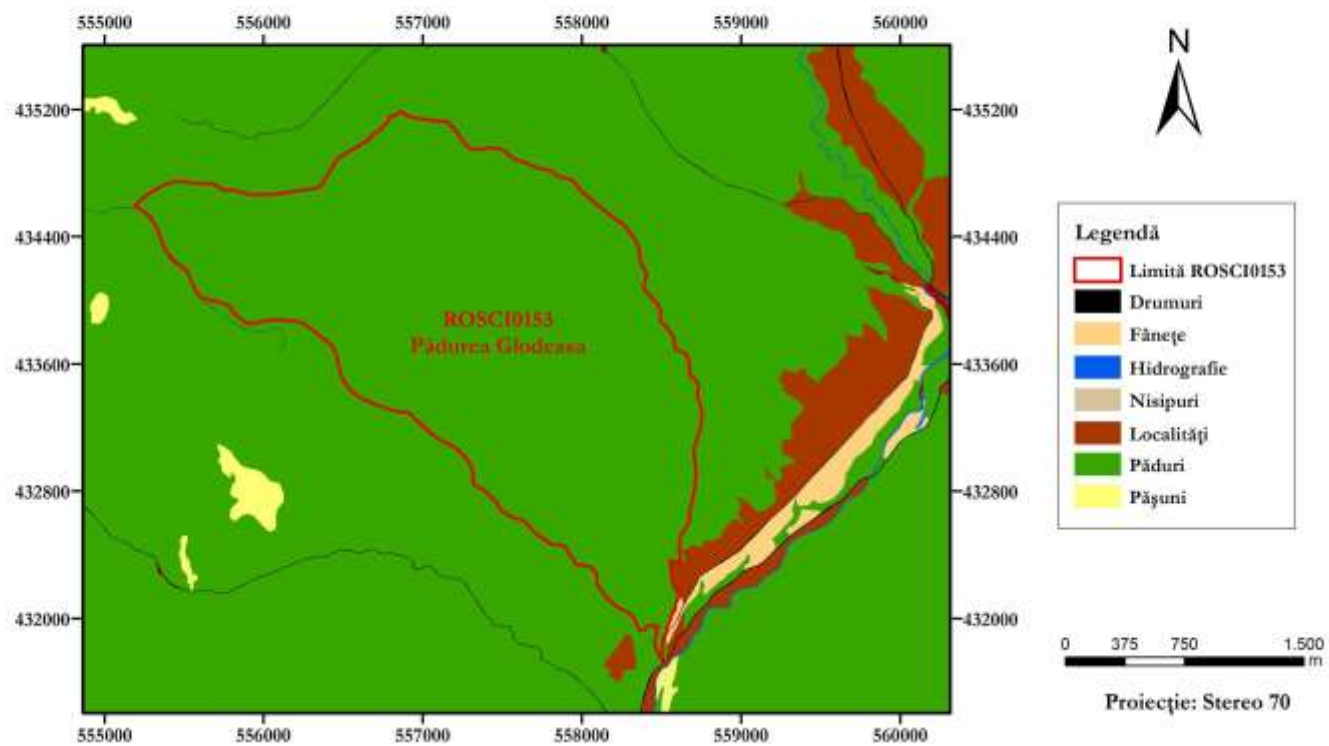 555000 556000 557000 558000 559000 560000
N
435200 435200
434400 434400
433600 433600
432800 432800
432000 432000
ROSCI0153
Pădurea Glodeasa
555000 556000 557000 558000 559000 560000
Legendă
Limită ROSCI0153
Drumuri
Fânețe
Hidrografie
Nisipuri
Localități
Păduri
Pășuni
0 375 750 1.500
m
Proiecție: Stereo 70